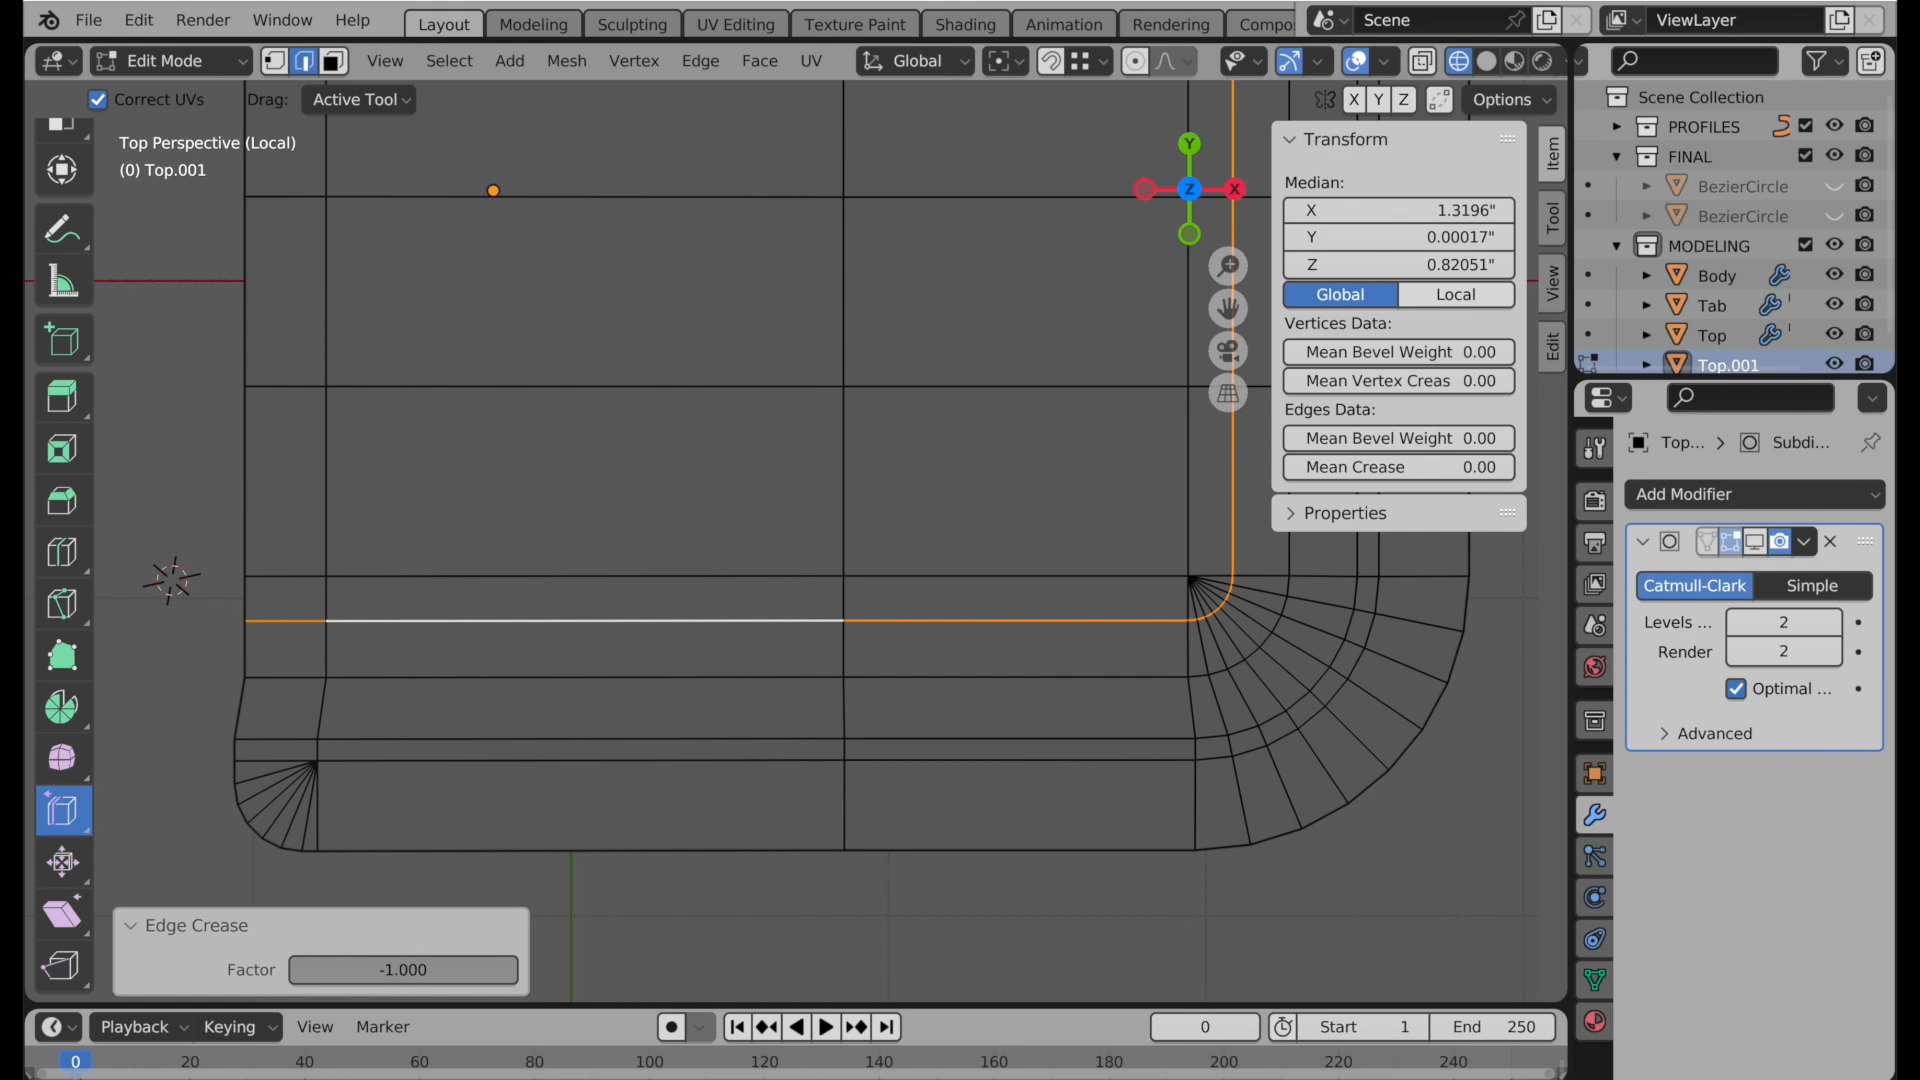 File Edit Render Window Help Layout Modeling Sculpting UV Editing Texture Paint Shading Animation Rendering Compo Scene ViewLayer
Edit Mode View Select Add Mesh Vertex Edge Face UV Global
Correct UVs Drag: Active Tool X Y Z Options
Top Perspective (Local)
(0) Top.001
Y
Z X
Transform
Median:
X 1.3196"
Y 0.00017"
Z 0.82051"
Global Local
Vertices Data:
Mean Bevel Weight 0.00
Mean Vertex Creas 0.00
Edges Data:
Mean Bevel Weight 0.00
Mean Crease 0.00
Properties
Item
Tool
View
Edit
Scene Collection
PROFILES
FINAL
BezierCircle
BezierCircle
MODELING
Body
Tab
Top
Top.001
Top... > Subdi...
Add Modifier
Catmull-Clark Simple
Levels ... 2
Render 2
Optimal ...
Advanced
Edge Crease
Factor -1.000
Playback Keying View Marker 0 Start 1 End 250
0 20 40 60 80 100 120 140 160 180 200 220 240